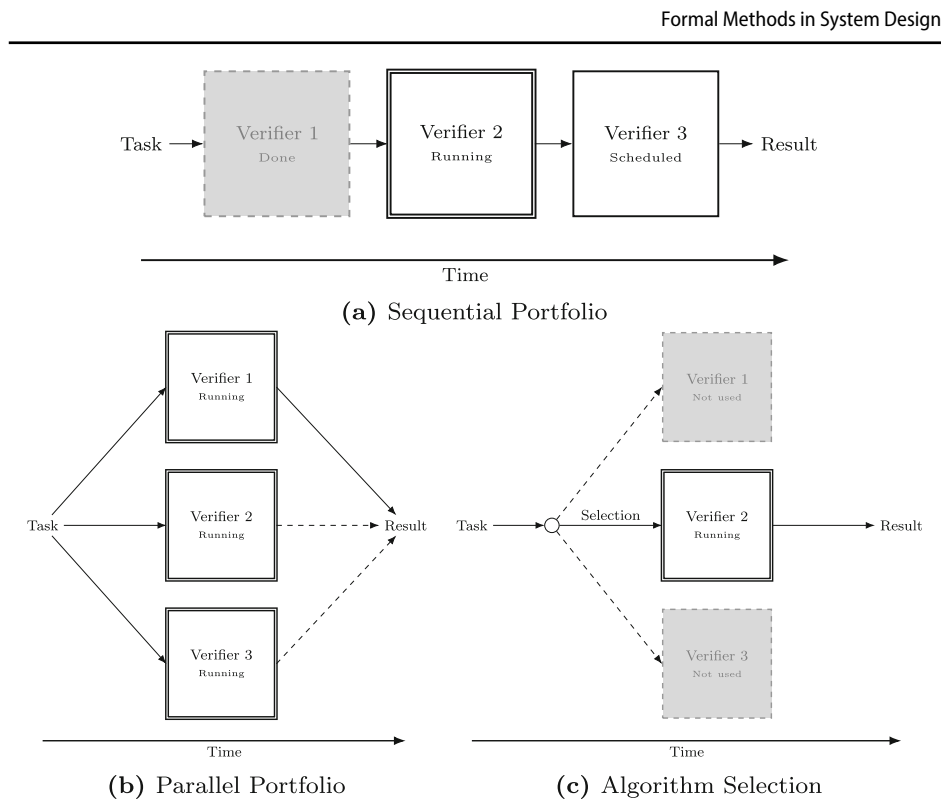 Formal Methods in System Design
Task
Verifier 1
Done
Verifier 2
Running
Verifier 3
Scheduled
Result
Time
(a) Sequential Portfolio
Task
Verifier 1
Running
Verifier 2
Running
Verifier 3
Running
Result
Time
(b) Parallel Portfolio
Task
Selection
Verifier 1
Not used
Verifier 2
Running
Verifier 3
Not used
Result
Time
(c) Algorithm Selection